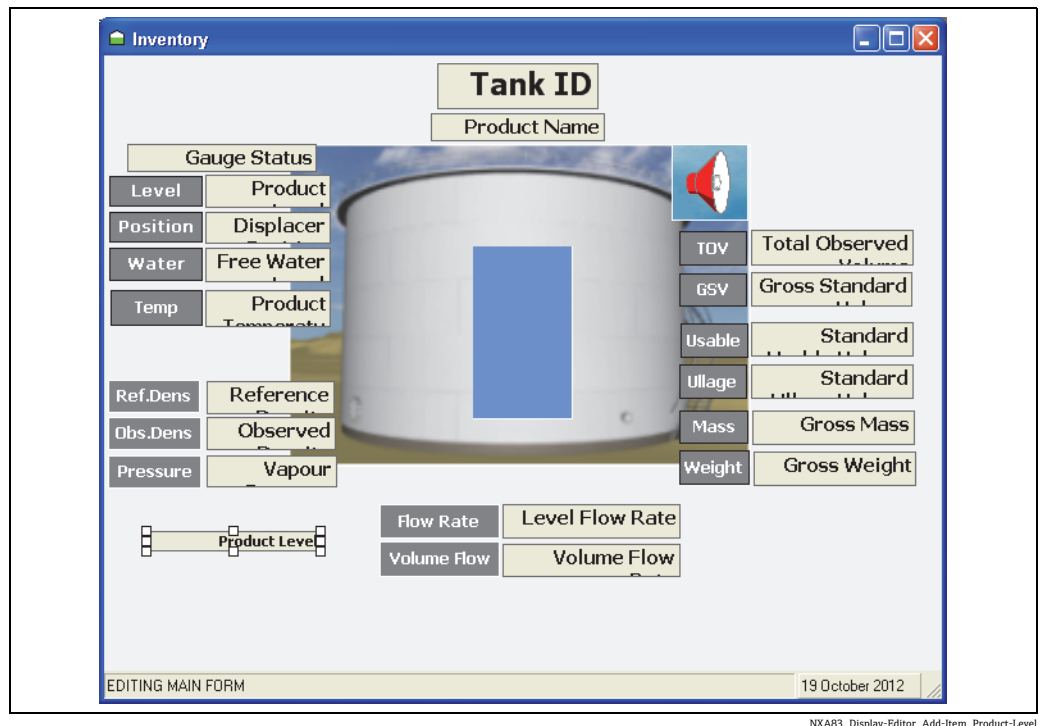 Inventory
Tank ID
Product Name
Gauge Status
Level Product
Position Displacer
Water Free Water
Temp Product
Ref.Dens Reference
Obs.Dens Observed
Pressure Vapour
TOV Total Observed
GSV Gross Standard
Usable Standard
Ullage Standard
Mass Gross Mass
Weight Gross Weight
Product Level
Flow Rate Level Flow Rate
Volume Flow Volume Flow
EDITING MAIN FORM
19 October 2012
NXA83_Display-Editor_Add-Item_Product-Level